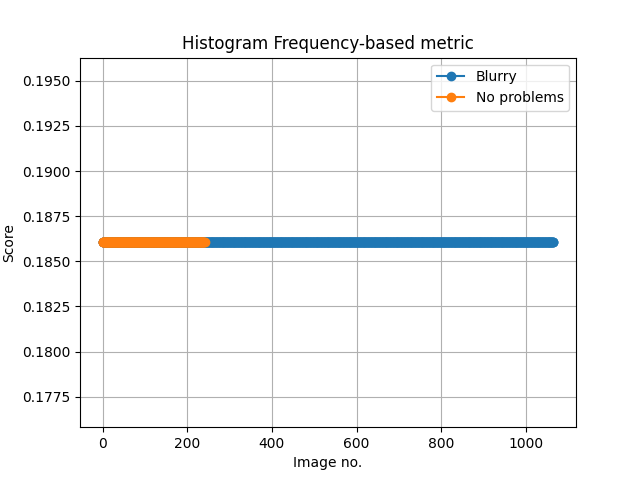 Histogram Frequency-based metric
0.1950
0.1925
0.1900
0.1875
0.1850
0.1825
0.1800
0.1775
Score
Blurry
No problems
0 200 400 600 800 1000
Image no.